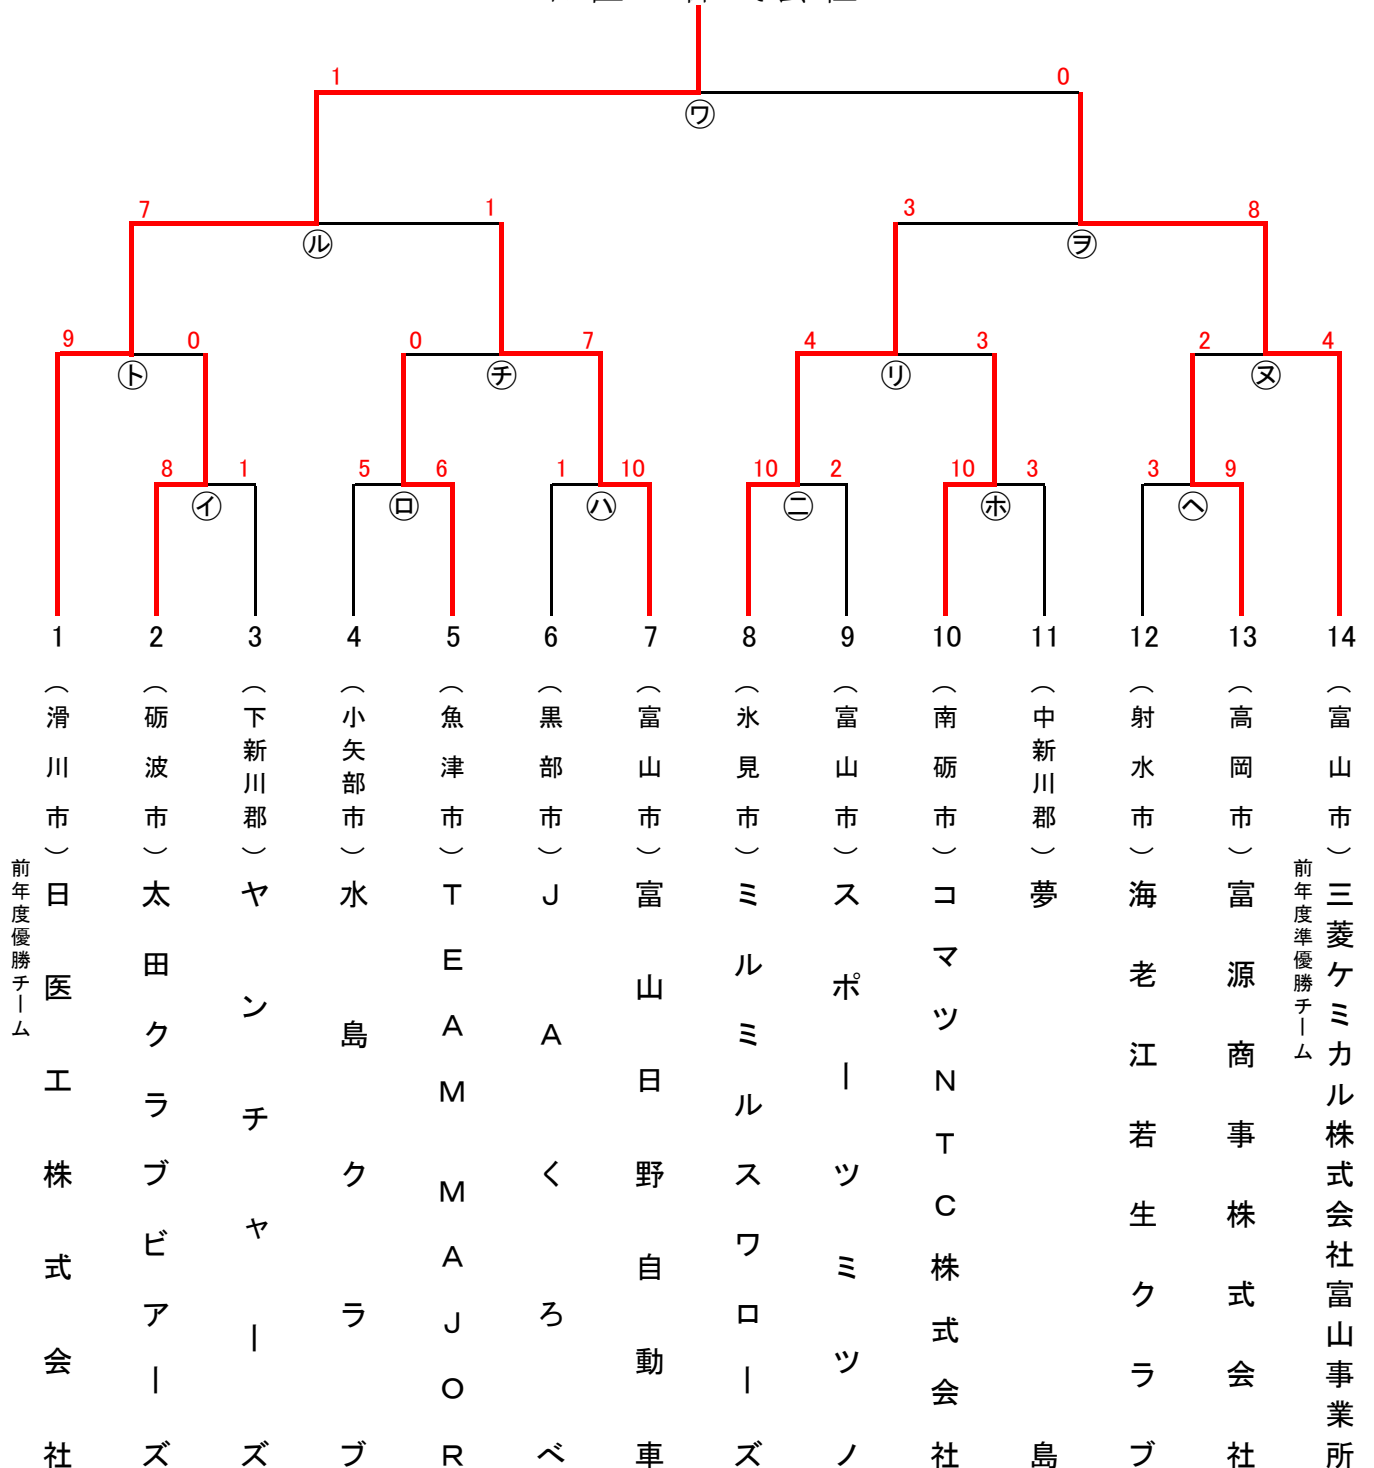 1 0
㋻
7 1 3 8
㋸ ㋾
9 0 0 7 4 3 2 4
㋣ ㋠ ㋷ ㋦
8 1 5 6 1 10 10 2 10 3 3 9
㋑ ㋺ ㋩ ㋥ ㋭ ㋬
1 2 3 4 5 6 7 8 9 10 11 12 13 14
前年度優勝チーム
(滑川市)日医工株式会社
(砺波市)太田クラブビアーズ
(下新川郡)ヤンチャーズ
(小矢部市)水島クラブ
(魚津市)TEAM MAJOR
(黒部市)JAくろべ
(富山市)富山日野自動車
(氷見市)ミルミルスワローズ
(富山市)スポーツミツノ
(南砺市)コマツNTC株式会社
(中新川郡)夢島
(射水市)海老江若生クラブ
(高岡市)富源商事株式会社
前年度準優勝チーム
(富山市)三菱ケミカル株式会社富山事業所